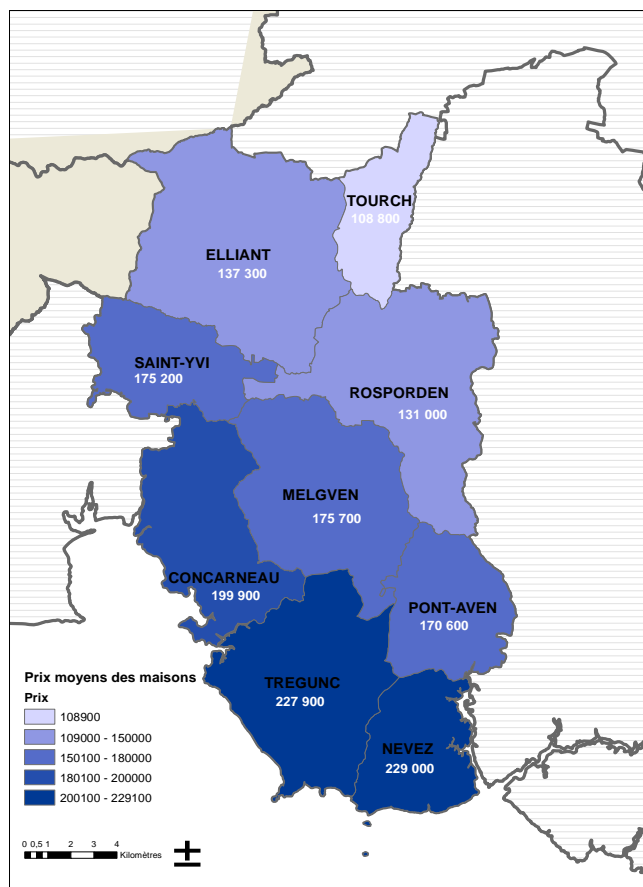 TOURCH
108 800
ELLIANT
137 300
SAINT-YVI
175 200
ROSPORDEN
131 000
MELGVEN
175 700
CONCARNEAU
199 900
PONT-AVEN
170 600
TREGUNC
227 900
NEVEZ
229 000
Prix moyens des maisons
Prix
108900
109000 - 150000
150100 - 180000
180100 - 200000
200100 - 229100
0 0,5 1 2 3 4
Kilomètres